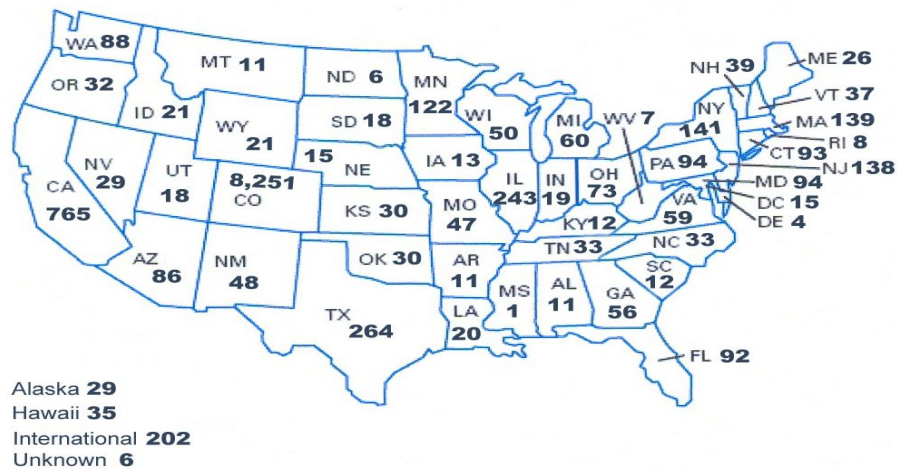 WA 88
MT 11
ND 6
MN
122
OR 32
ID 21
WY
21
SD 18
WI
50
MI
60
NY
141
NH 39
ME 26
VT 37
MA 139
RI 8
CT 93
NJ 138
MD 94
DC 15
DE 4
WV 7
PA 94
CA
765
NV
29
UT
18
8,251
CO
15
NE
IA 13
IL
243
IN
19
OH
73
KS 30
MO
47
KY 12
VA
59
TN 33
NC 33
AZ
86
NM
48
OK 30
AR
11
SC
12
MS
1
AL
11
GA
56
TX
264
LA
20
FL 92
Alaska 29
Hawaii 35
International 202
Unknown 6